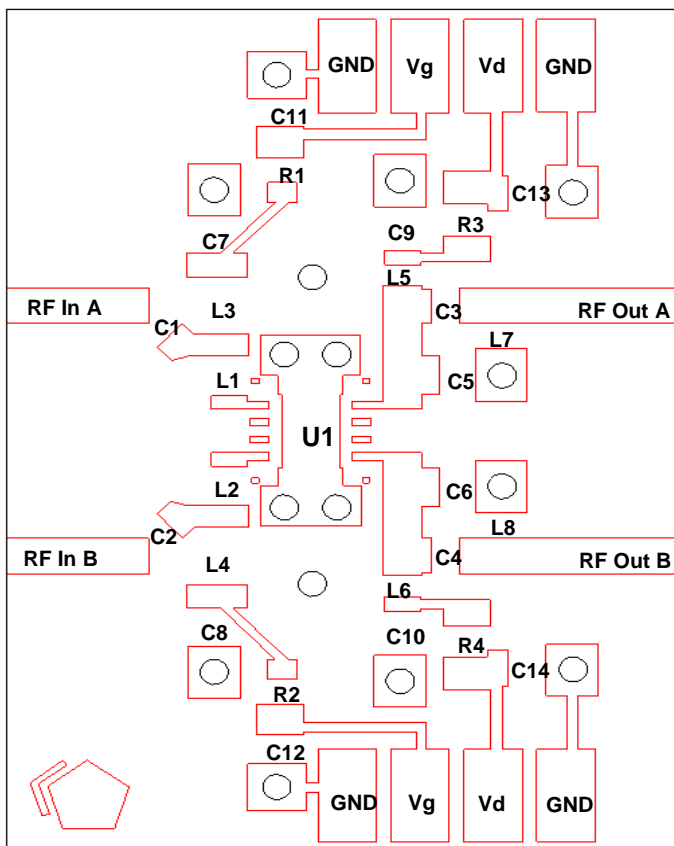 GND Vg Vd GND
C11
R1
C13
C7 C9 R3
L5
RF In A L3 C3 RF Out A
C1 L7
L1 C5
U1
L2 C6
C2 L8
RF In B C4 RF Out B
L4 L6
C8 C10 R4
C14
R2
C12
GND Vg Vd GND